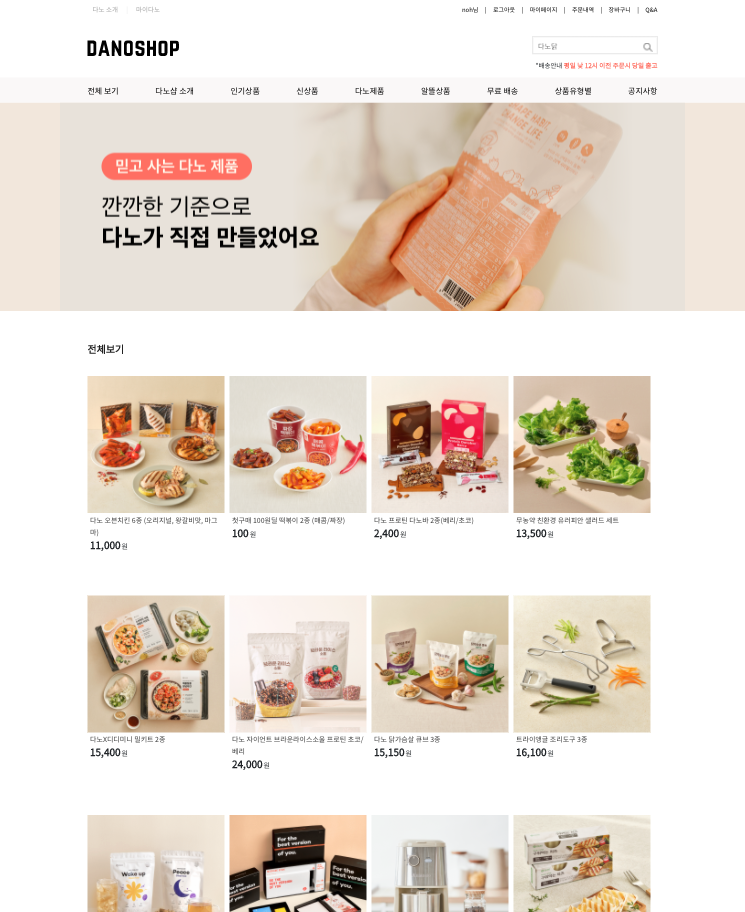 다노 소개 | 마이다노
noh님 | 로그아웃 | 마이페이지 | 주문내역 | 장바구니 | Q&A
DANOSHOP
다노닭
*배송안내 평일 낮 12시 이전 주문시 당일 출고
전체 보기 다노샵 소개 인기상품 신상품 다노제품 알뜰상품 무료 배송 상품유형별 공지사항
믿고 사는 다노 제품
깐깐한 기준으로
다노가 직접 만들었어요
전체보기
다노 오븐치킨 6종 (오리지널, 왕갈비맛, 마그
마)
11,000원
첫구매 100원딜 떡볶이 2종 (매콤/짜장)
100원
다노 프로틴 다노바 2종(베리/초코)
2,400원
무농약 친환경 유러피안 샐러드 세트
13,500원
다노X디디미니 밀키트 2종
15,400원
다노 자이언트 브라운라이스소울 프로틴 초코/
베리
24,000원
다노 닭가슴살 큐브 3종
15,150원
트라이앵글 조리도구 3종
16,100원
Wake up
Peace
For the
best version
of you.